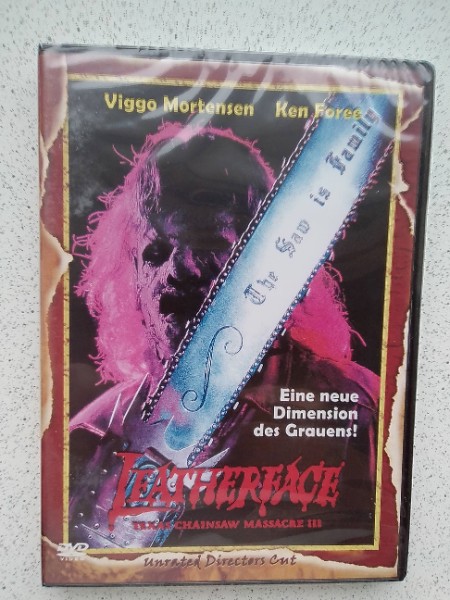 Viggo Mortensen Ken Foree
The Saw is Family
Eine neue
Dimension
des Grauens!
LEATHERFACE
TEXAS CHAINSAW MASSACRE III
DVD
VIDEO
Unrated Directors Cut